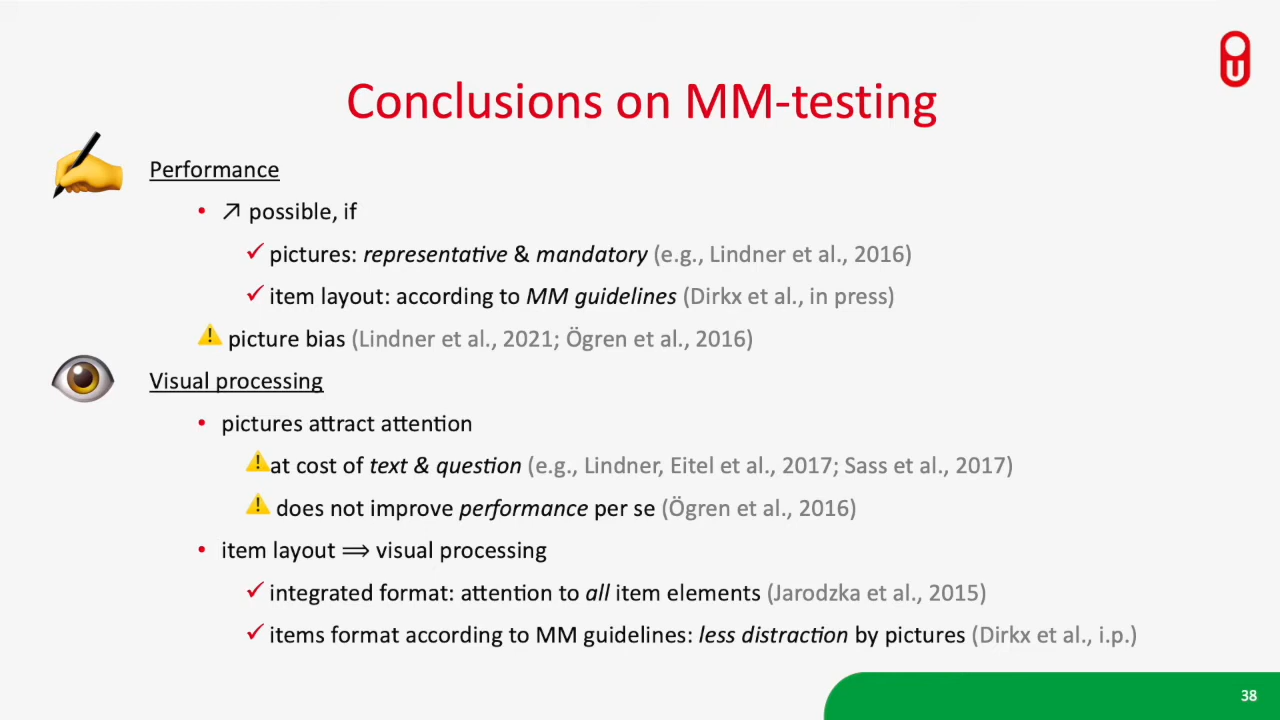 Conclusions on MM-testing
Performance
• ↗ possible, if
✓ pictures: representative & mandatory (e.g., Lindner et al., 2016)
✓ item layout: according to MM guidelines (Dirkx et al., in press)
⚠ picture bias (Lindner et al., 2021; Ögren et al., 2016)
Visual processing
• pictures attract attention
⚠ at cost of text & question (e.g., Lindner, Eitel et al., 2017; Sass et al., 2017)
⚠ does not improve performance per se (Ögren et al., 2016)
• item layout ⟹ visual processing
✓ integrated format: attention to all item elements (Jarodzka et al., 2015)
✓ items format according to MM guidelines: less distraction by pictures (Dirkx et al., i.p.)
38